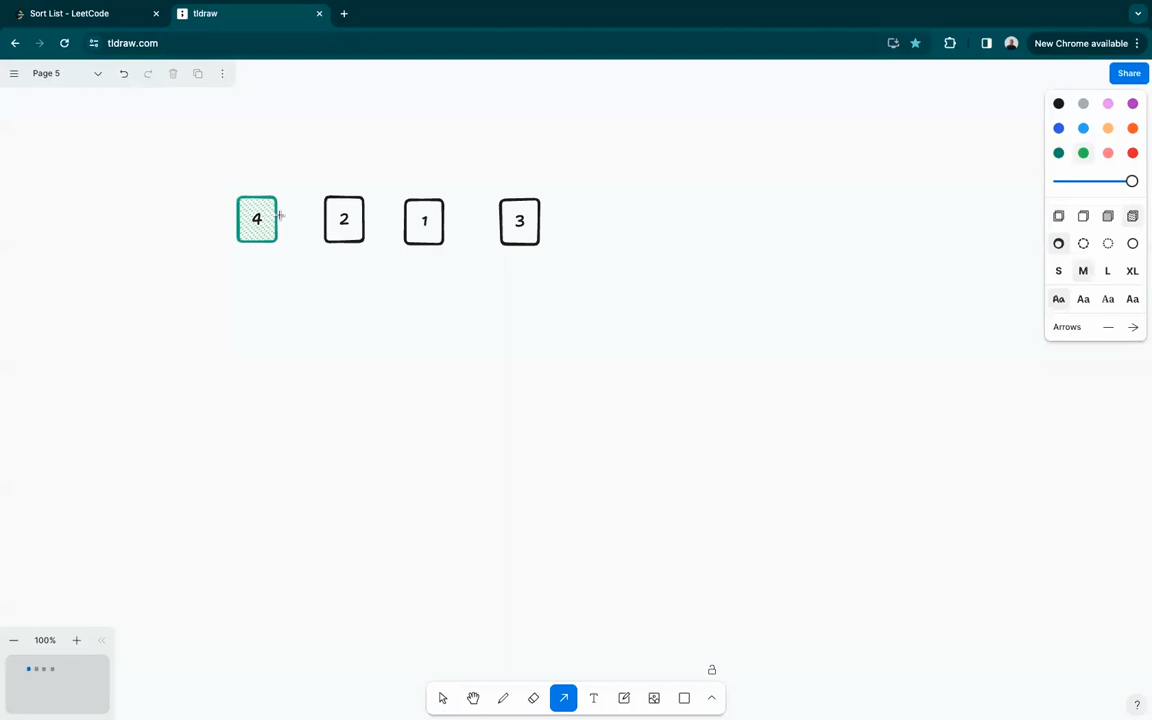 Sort List - LeetCode
tldraw
tldraw.com
New Chrome available
Page 5
Share
4 2 1 3
S M L XL
Aa Aa Aa Aa
Arrows
100%
T
?